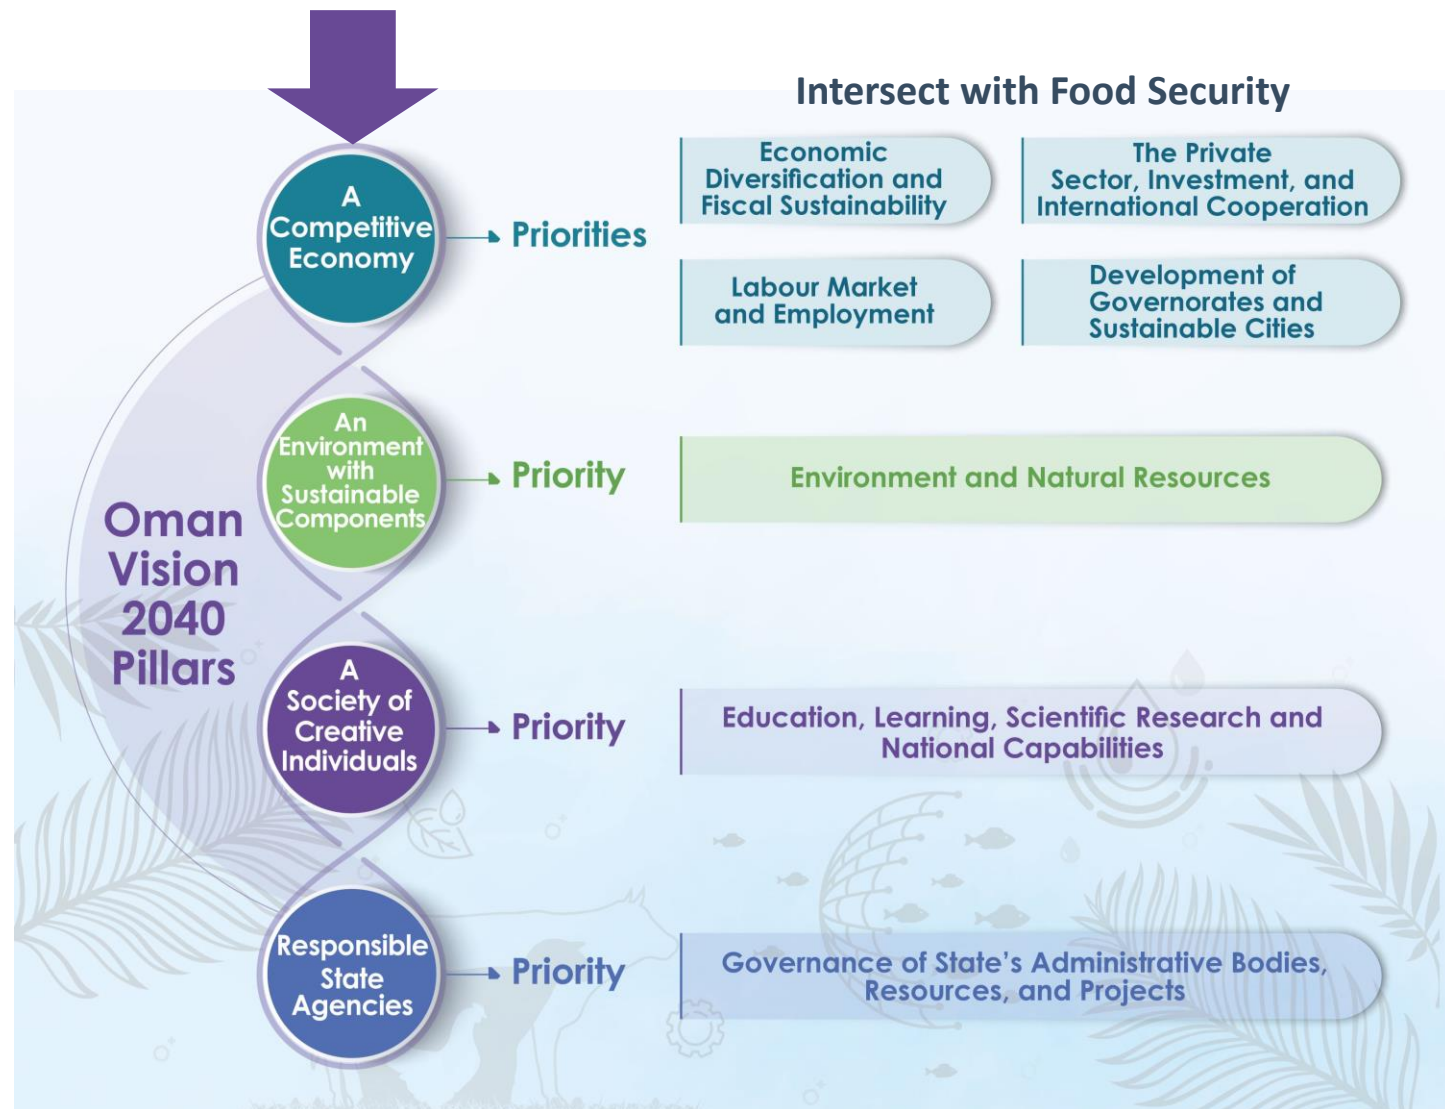 Intersect with Food Security
Oman
Vision
2040
Pillars
A
Competitive
Economy
Priorities
Economic
Diversification and
Fiscal Sustainability
The Private
Sector, Investment, and
International Cooperation
Labour Market
and Employment
Development of
Governorates and
Sustainable Cities
An
Environment
with
Sustainable
Components
Priority
Environment and Natural Resources
A
Society of
Creative
Individuals
Priority
Education, Learning, Scientific Research and
National Capabilities
Responsible
State
Agencies
Priority
Governance of State’s Administrative Bodies,
Resources, and Projects